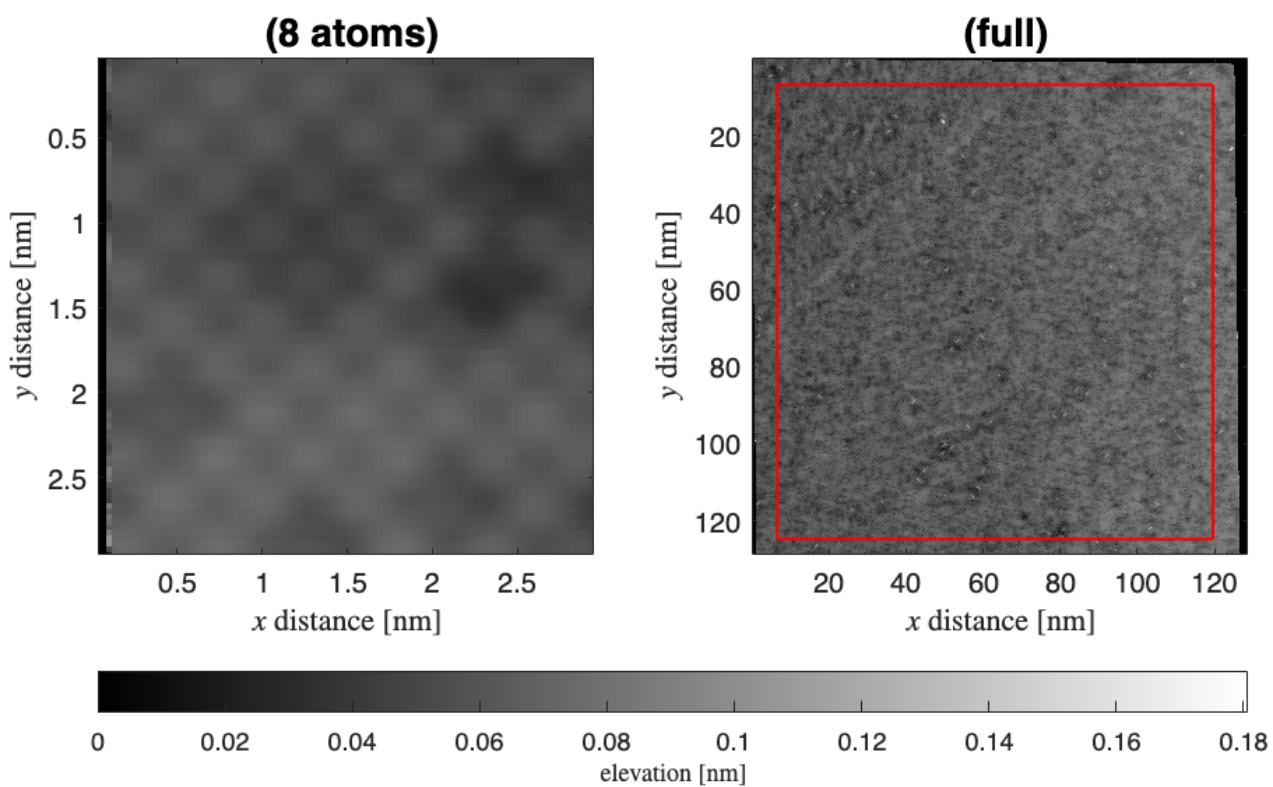 (8 atoms)
0.5
1
1.5
2
2.5
y distance [nm]
0.5 1 1.5 2 2.5
x distance [nm]
(full)
20
40
60
80
100
120
y distance [nm]
20 40 60 80 100 120
x distance [nm]
0 0.02 0.04 0.06 0.08 0.1 0.12 0.14 0.16 0.18
elevation [nm]